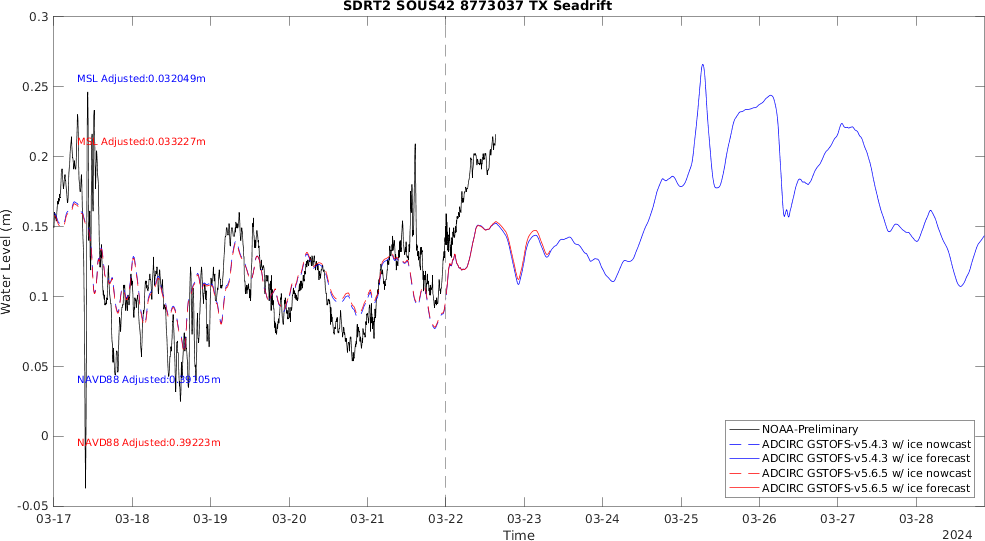 SDRT2 SOUS42 8773037 TX Seadrift
0.3
0.25
0.2
0.15
0.1
0.05
0
-0.05
Water Level (m)
MSL Adjusted:0.032049m
MSL Adjusted:0.033227m
NAVD88 Adjusted:0.39105m
NAVD88 Adjusted:0.39223m
NOAA-Preliminary
ADCIRC GSTOFS-v5.4.3 w/ ice nowcast
ADCIRC GSTOFS-v5.4.3 w/ ice forecast
ADCIRC GSTOFS-v5.6.5 w/ ice nowcast
ADCIRC GSTOFS-v5.6.5 w/ ice forecast
03-17 03-18 03-19 03-20 03-21 03-22 03-23 03-24 03-25 03-26 03-27 03-28
Time
2024